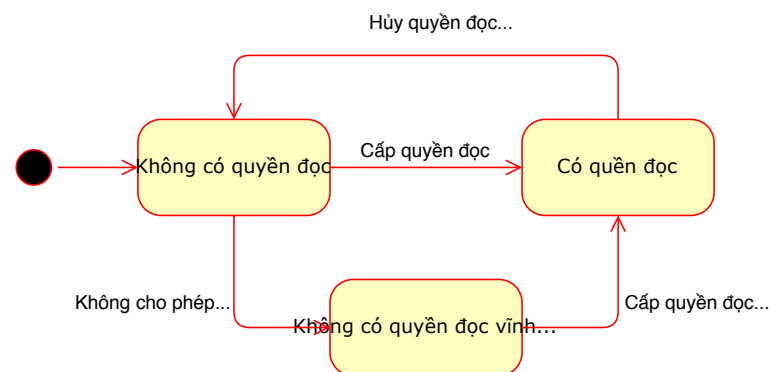 Hủy quyền đọc...
Không có quyền đọc
Cấp quyền đọc
Có quền đọc
Không cho phép...
Không có quyền đọc vĩnh...
Cấp quyền đọc...